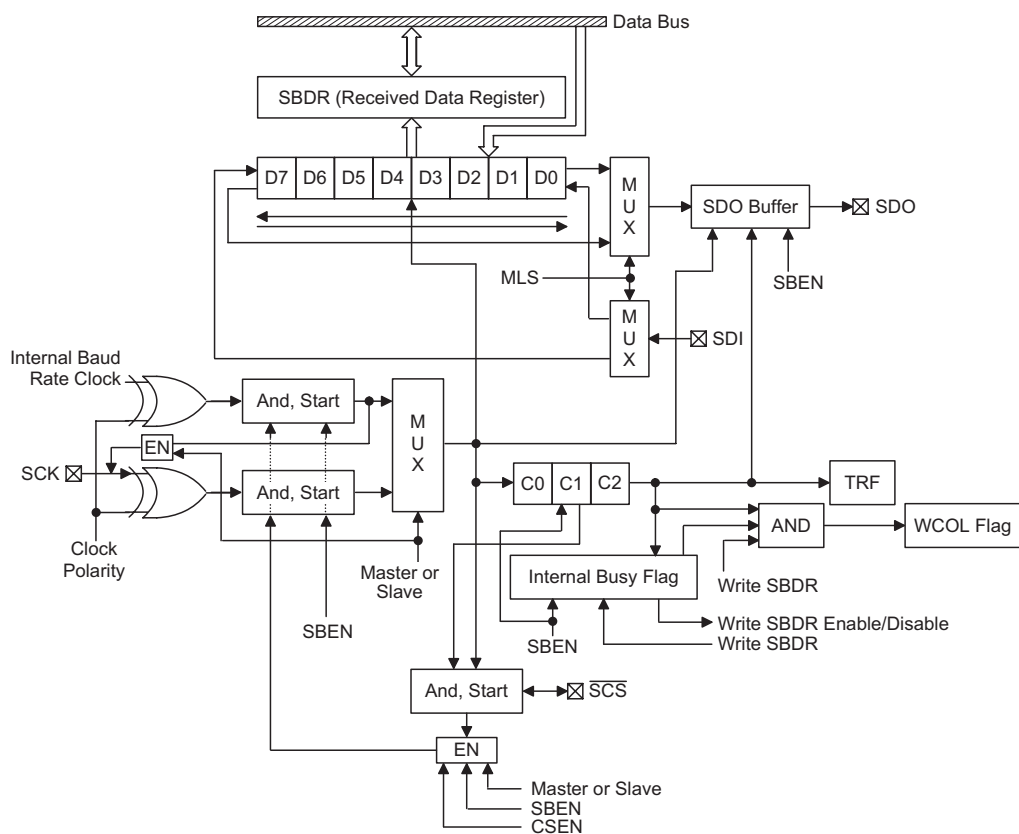 Data Bus
SBDR (Received Data Register)
D7 D6 D5 D4 D3 D2 D1 D0
M
U
X
SDO Buffer
SDO
MLS
SBEN
M
U
X
SDI
Internal Baud
Rate Clock
And, Start
M
U
X
EN
SCK
And, Start
C0 C1 C2
TRF
AND
WCOL Flag
Clock
Polarity
Master or
Slave
Internal Busy Flag
Write SBDR
SBEN
SBEN
Write SBDR Enable/Disable
Write SBDR
And, Start
SCS
EN
Master or Slave
SBEN
CSEN